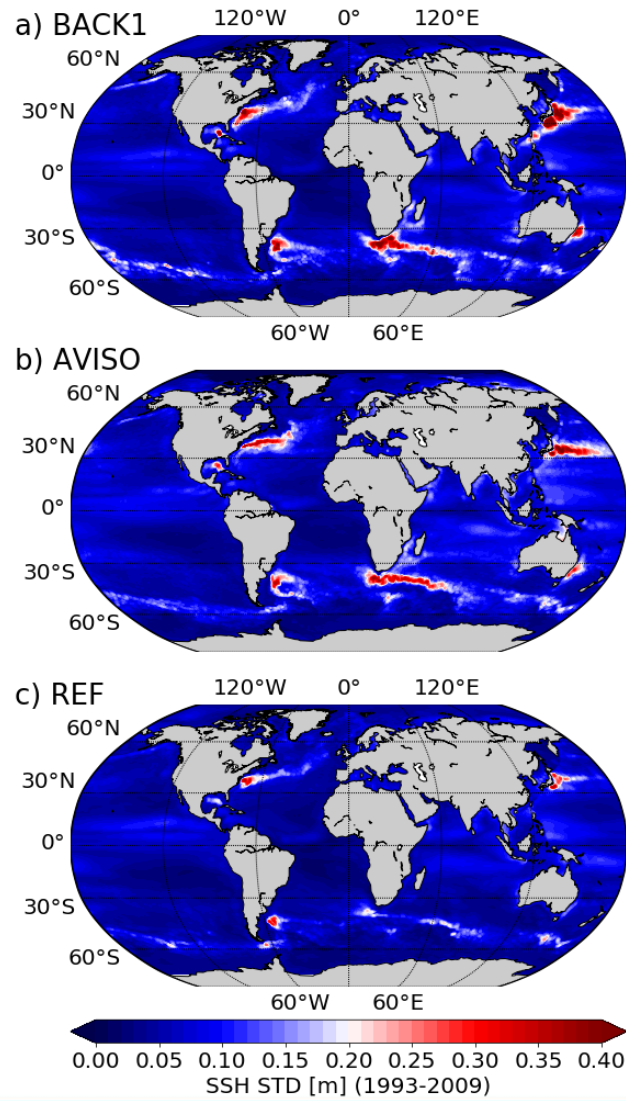 a) BACK1
120°W 0° 120°E
60°N
30°N
0°
30°S
60°S
60°W 60°E
b) AVISO
60°N
30°N
0°
30°S
60°S
c) REF
120°W 0° 120°E
60°N
30°N
0°
30°S
60°S
60°W 60°E
0.00 0.05 0.10 0.15 0.20 0.25 0.30 0.35 0.40
SSH STD [m] (1993-2009)